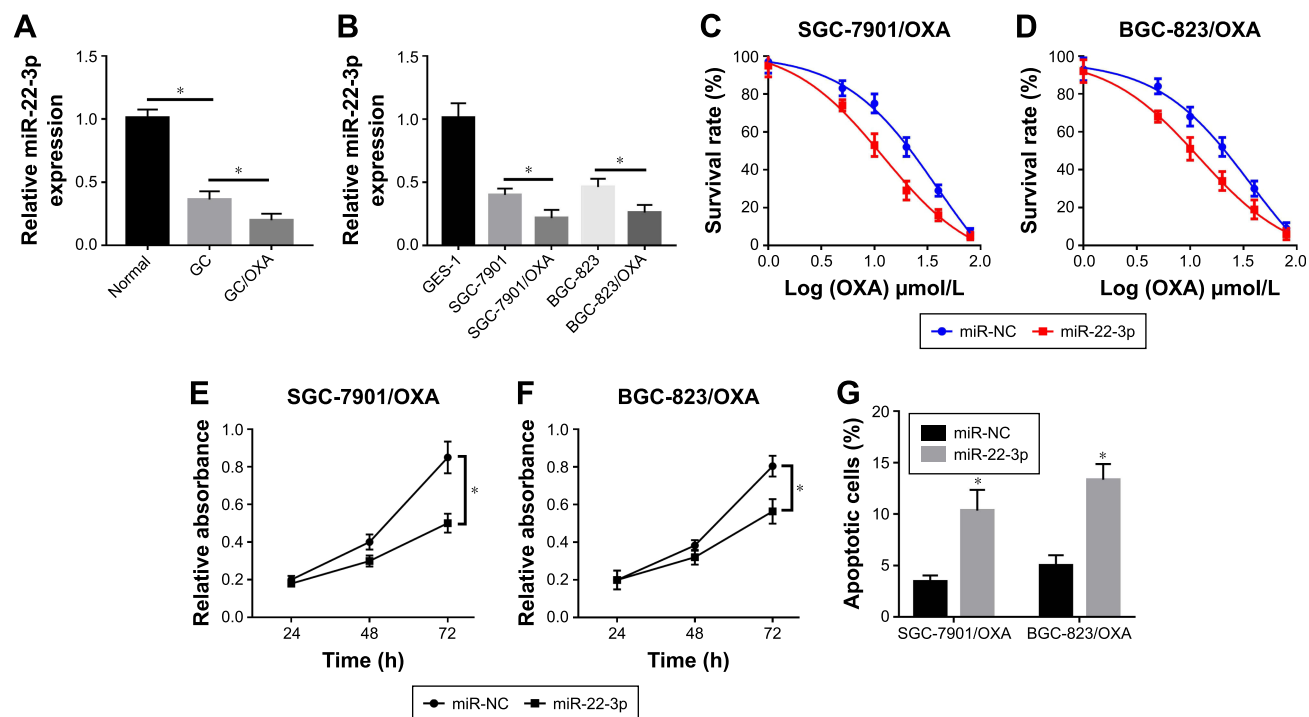 A
Relative miR-22-3p
expression
1.5
1.0
0.5
0.0
*
*
Normal
GC
GC/OXA
B
Relative miR-22-3p
expression
1.5
1.0
0.5
0.0
*
*
GES-1
SGC-7901
SGC-7901/OXA
BGC-823
BGC-823/OXA
C
SGC-7901/OXA
Survival rate (%)
100
80
60
40
20
0
0.0 0.5 1.0 1.5 2.0
Log (OXA) µmol/L
D
BGC-823/OXA
Survival rate (%)
100
80
60
40
20
0
0.0 0.5 1.0 1.5 2.0
Log (OXA) µmol/L
miR-NC miR-22-3p
E
SGC-7901/OXA
Relative absorbance
1.0
0.8
0.6
0.4
0.2
0.0
*
24 48 72
Time (h)
F
BGC-823/OXA
Relative absorbance
1.0
0.8
0.6
0.4
0.2
0.0
*
24 48 72
Time (h)
miR-NC miR-22-3p
G
Apoptotic cells (%)
20
15
10
5
0
miR-NC
miR-22-3p
*
*
SGC-7901/OXA BGC-823/OXA